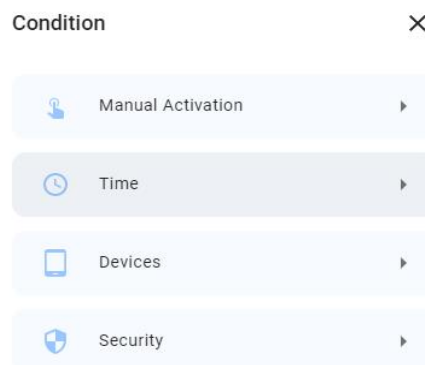 Condition
Manual Activation
Time
Devices
Security